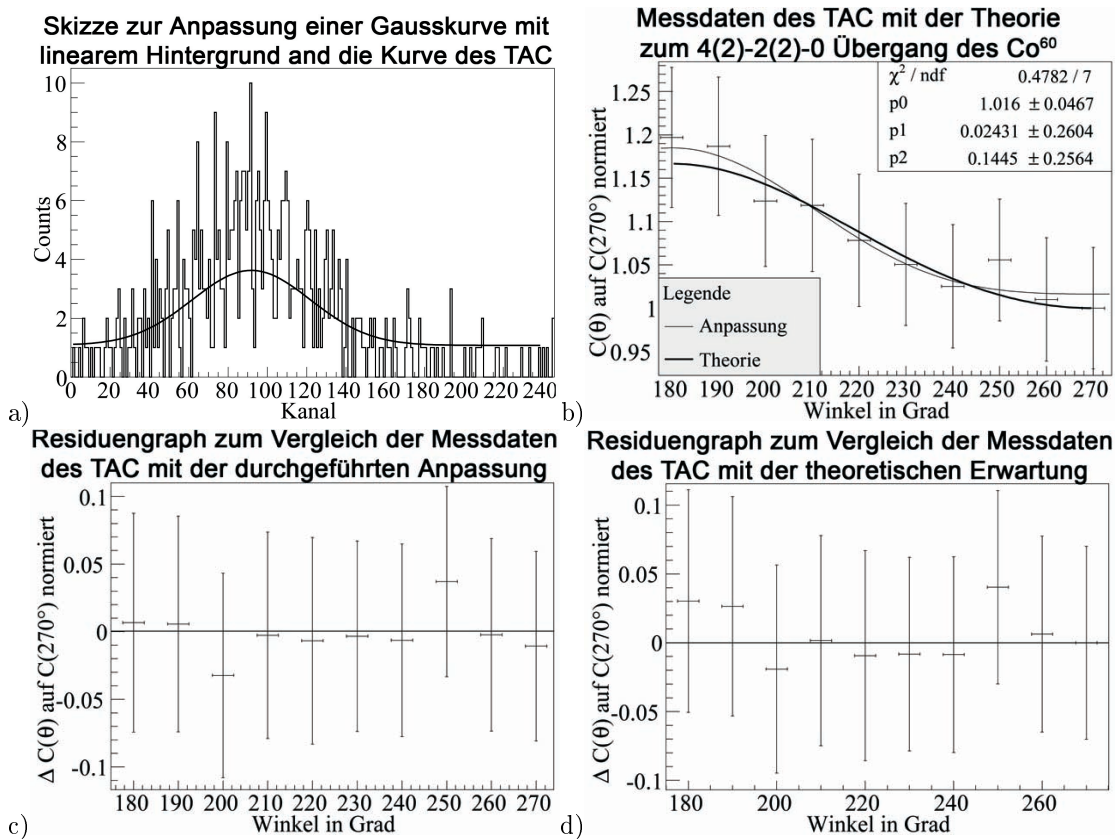 Skizze zur Anpassung einer Gausskurve mit
linearem Hintergrund and die Kurve des TAC
Counts
10
8
6
4
2
0
0 20 40 60 80 100 120 140 160 180 200 220 240
Kanal
a)
Messdaten des TAC mit der Theorie
zum 4(2)-2(2)-0 Übergang des Co⁶⁰
C(θ) auf C(270°) normiert
1.25
1.2
1.15
1.1
1.05
1
0.95
χ² / ndf 0.4782 / 7
p0 1.016 ± 0.0467
p1 0.02431 ± 0.2604
p2 0.1445 ± 0.2564
Legende
Anpassung
Theorie
180 190 200 210 220 230 240 250 260 270
Winkel in Grad
b)
Residuengraph zum Vergleich der Messdaten
des TAC mit der durchgeführten Anpassung
Δ C(θ) auf C(270°) normiert
0.1
0.05
0
-0.05
-0.1
180 190 200 210 220 230 240 250 260 270
Winkel in Grad
c)
Residuengraph zum Vergleich der Messdaten
des TAC mit der theoretischen Erwartung
Δ C(θ) auf C(270°) normiert
0.1
0.05
0
-0.05
-0.1
180 200 220 240 260
Winkel in Grad
d)